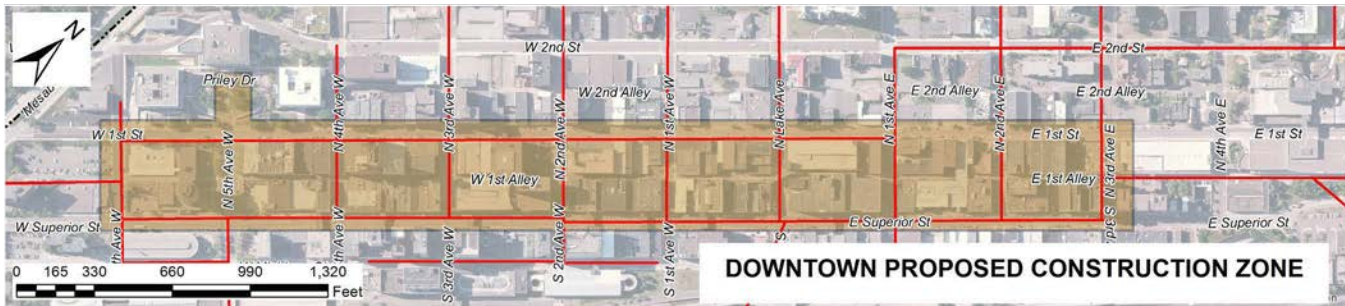 N
W 2nd St
E 2nd St
Priley Dr
W 2nd Alley
E 2nd Alley
E 2nd Alley
N 4th Ave W
N 3rd Ave W
N 2nd Ave W
N 1st Ave W
N Lake Ave
N 1st Ave E
N 2nd Ave E
N 4th Ave E
W 1st St
E 1st St
E 1st St
N 5th Ave W
W 1st Alley
E 1st Alley
N 3rd Ave E
W Superior St
E Superior St
E Superior St
S 3rd Ave W
S 2nd Ave W
S 1st Ave W
0 165 330 660 990 1,320
Feet
DOWNTOWN PROPOSED CONSTRUCTION ZONE